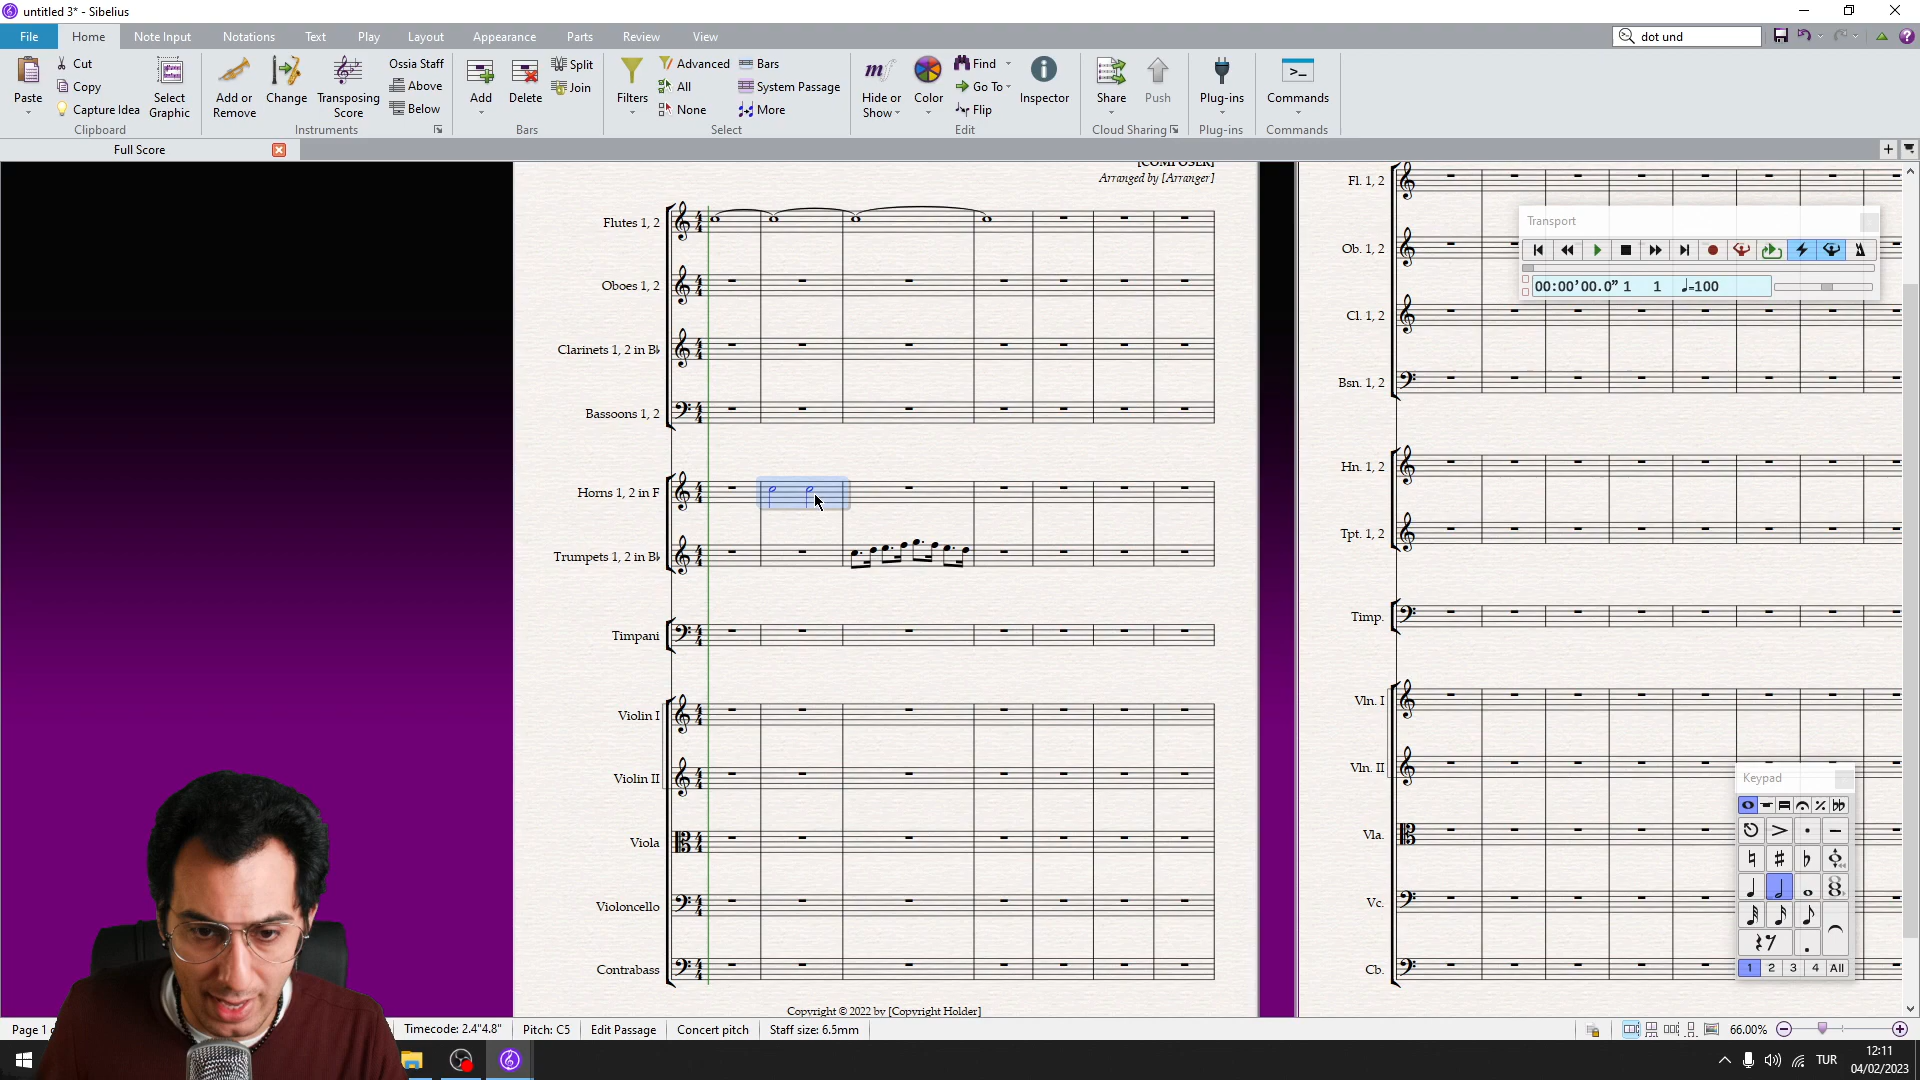 untitled 3* - Sibelius
File Home Note Input Notations Text Play Layout Appearance Parts Review View dot und
Paste
Cut
Copy
Capture Idea
Select Graphic
Clipboard
Add or Remove
Change
Transposing Score
Ossia Staff
Above
Below
Instruments
Add
Delete
Split
Join
Bars
Filters
Advanced
All
None
Bars
System Passage
More
Select
Hide or Show
Color
Find
Go To
Flip
Inspector
Edit
Share
Push
Cloud Sharing
Plug-ins
Plug-ins
Commands
Commands
Full Score
[COMPOSER]
Arranged by [Arranger]
Flutes 1, 2
Oboes 1, 2
Clarinets 1, 2 in B♭
Bassoons 1, 2
Horns 1, 2 in F
Trumpets 1, 2 in B♭
Timpani
Violin I
Violin II
Viola
Violoncello
Contrabass
Copyright © 2022 by [Copyright Holder]
Fl. 1, 2
Ob. 1, 2
Cl. 1, 2
Bsn. 1, 2
Hn. 1, 2
Tpt. 1, 2
Timp.
Vln. I
Vln. II
Vla.
Vc.
Cb.
Transport
00:00'00.0" 1 1 ♩=100
Keypad
1 2 3 4 All
Page 1 Timecode: 2.4"4.8" Pitch: C5 Edit Passage Concert pitch Staff size: 6.5mm 66.00%
TUR
12:11
04/02/2023